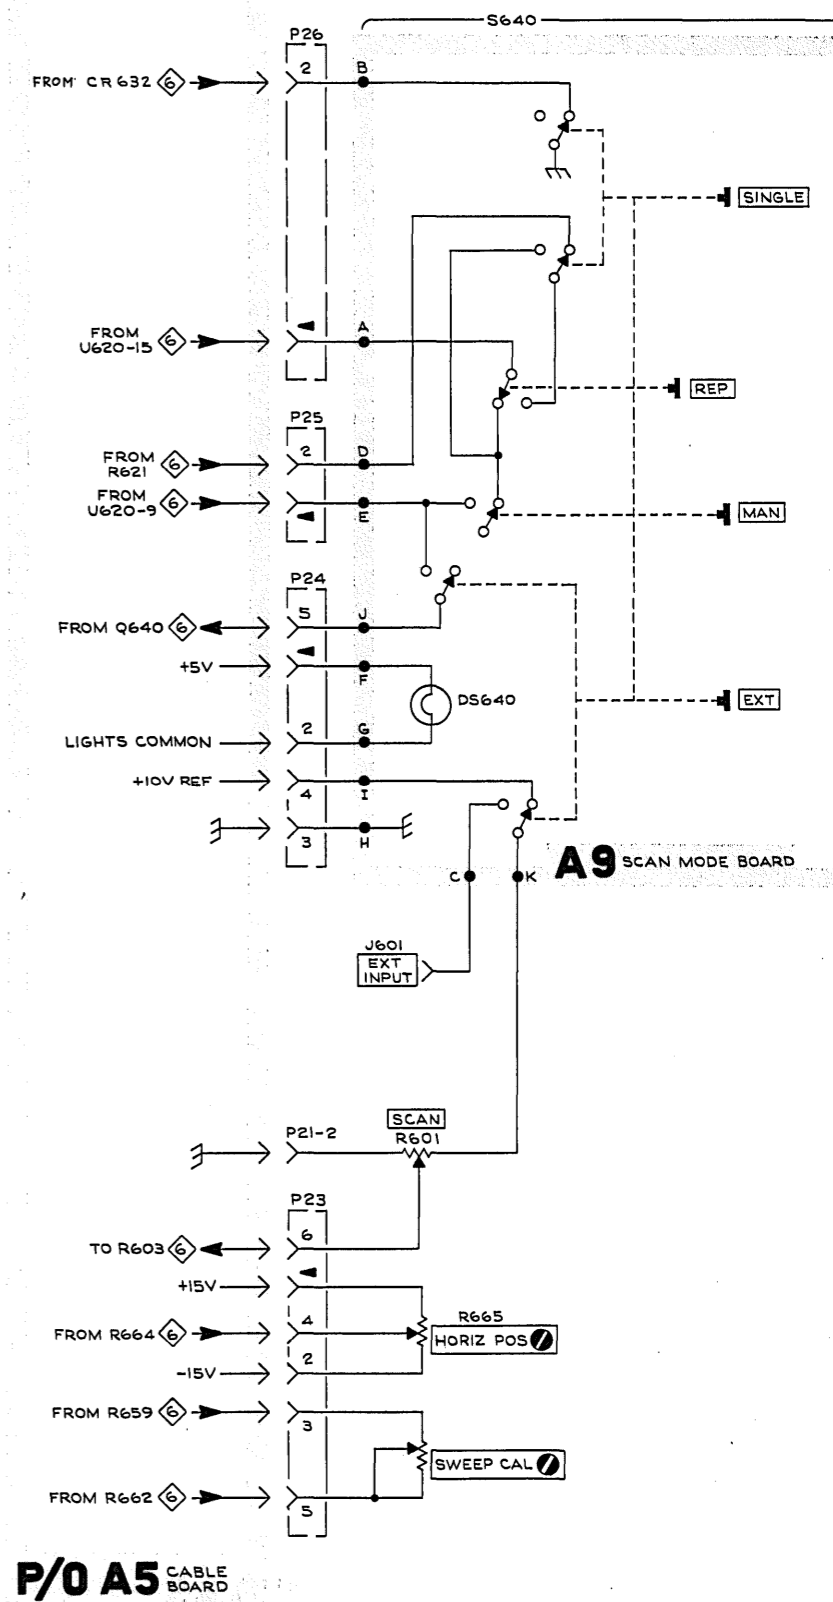 S640
P26
FROM CR632 6
2
B
SINGLE
FROM
U620-15 6
A
REP
P25
FROM
R621 6
2
D
FROM
U620-9 6
E
MAN
P24
FROM Q640 6
5
J
+5V
F
DS640
EXT
LIGHTS COMMON
2
G
+10V REF
4
I
3
H
A9 SCAN MODE BOARD
C
K
J601
EXT
INPUT
SCAN
R601
P21-2
P23
TO R603 6
6
+15V
R665
FROM R664 6
4
HORIZ POS
-15V
2
FROM R659 6
3
SWEEP CAL
FROM R662 6
5
P/O A5 CABLE
BOARD